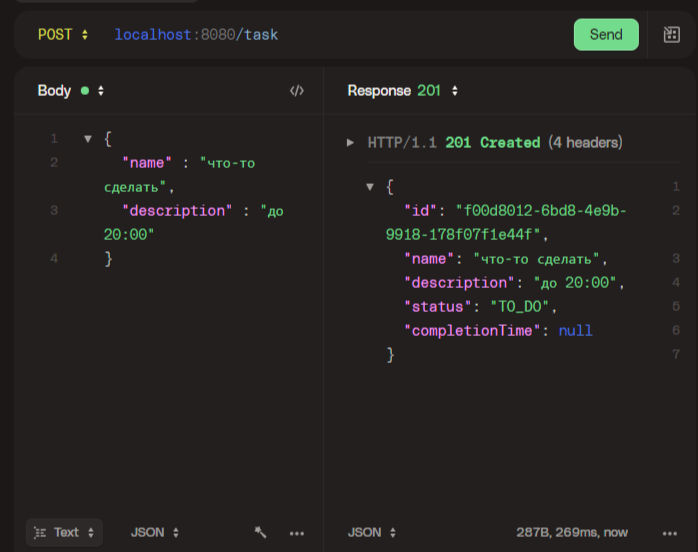 POST localhost:8080/task Send
Body Response 201
1 {
2 "name" : "что-то
сделать",
3 "description" : "до
20:00"
4 }
HTTP/1.1 201 Created (4 headers)
{ 1
"id": "f00d8012-6bd8-4e9b- 2
9918-178f07f1e44f",
"name": "что-то сделать", 3
"description": "до 20:00", 4
"status": "TO_DO", 5
"completionTime": null 6
} 7
Text JSON
JSON 287B, 269ms, now